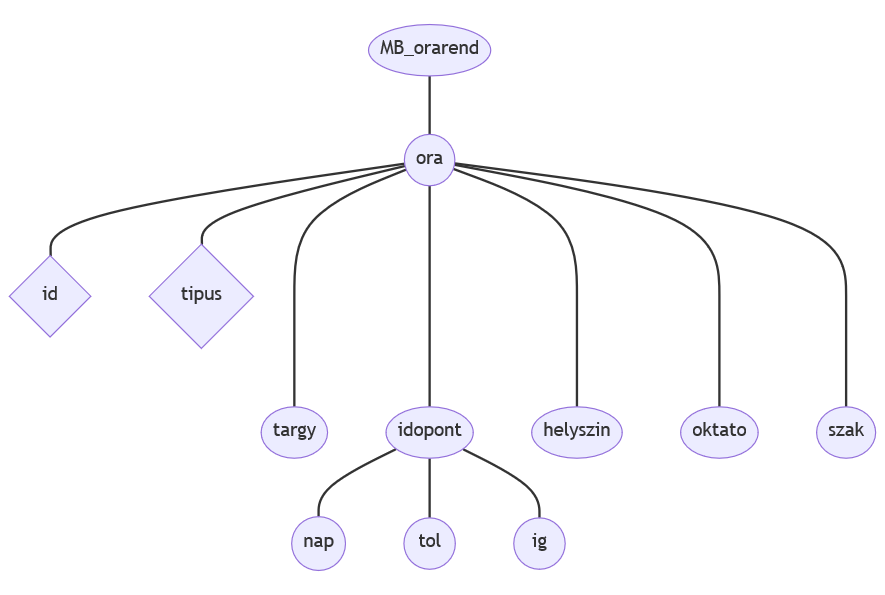 MB_orarend
ora
id
tipus
targy
idopont
helyszin
oktato
szak
nap
tol
ig